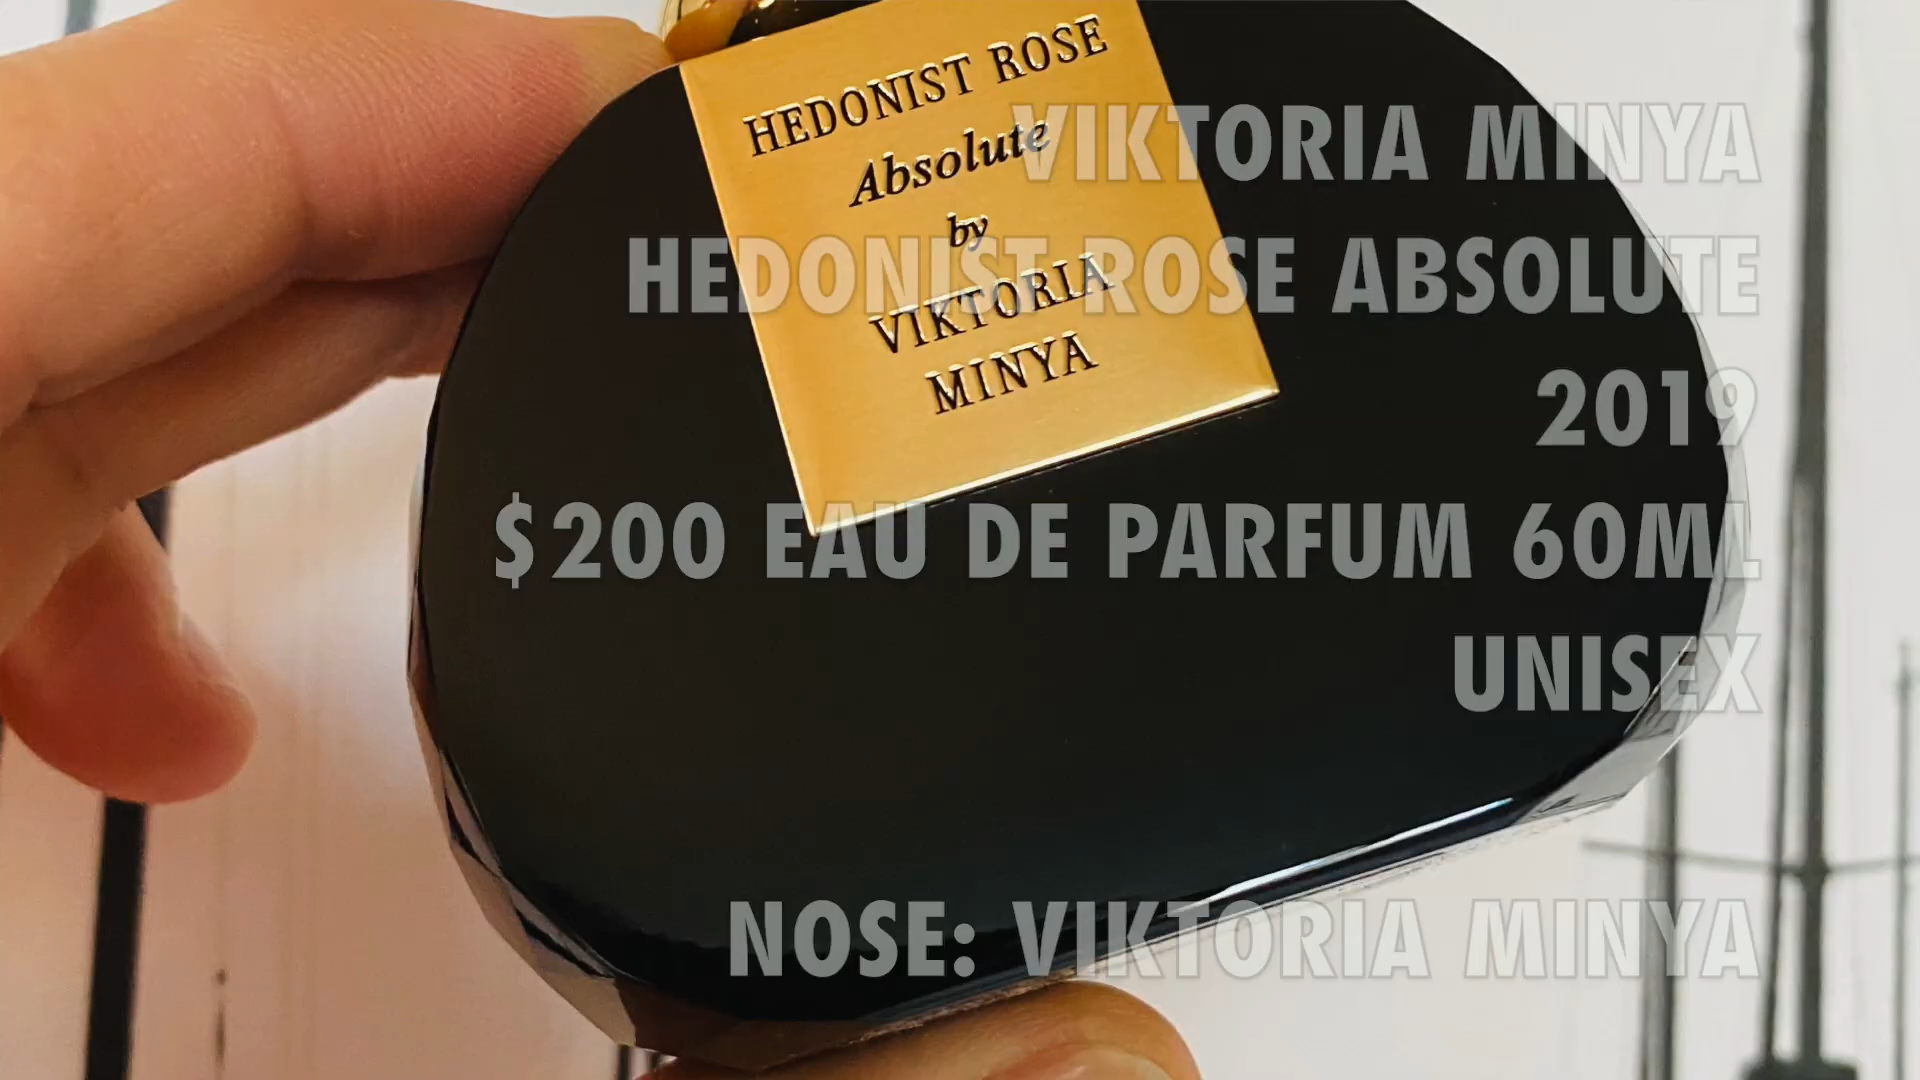 HEDONIST ROSE
Absolute
by
VIKTORIA
MINYA
VIKTORIA MINYA
HEDONIST ROSE ABSOLUTE
2019
$200 EAU DE PARFUM 60ML
UNISEX
NOSE: VIKTORIA MINYA